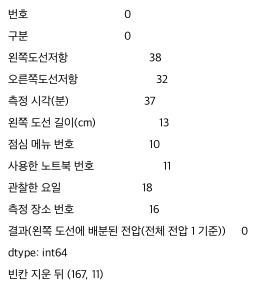 번호 0
구분 0
왼쪽도선저항 38
오른쪽도선저항 32
측정 시각(분) 37
왼쪽 도선 길이(cm) 13
점심 메뉴 번호 10
사용한 노트북 번호 11
관찰한 요일 18
측정 장소 번호 16
결과(왼쪽 도선에 배분된 전압(전체 전압 1 기준)) 0
dtype: int64
빈칸 지운 뒤 (167, 11)